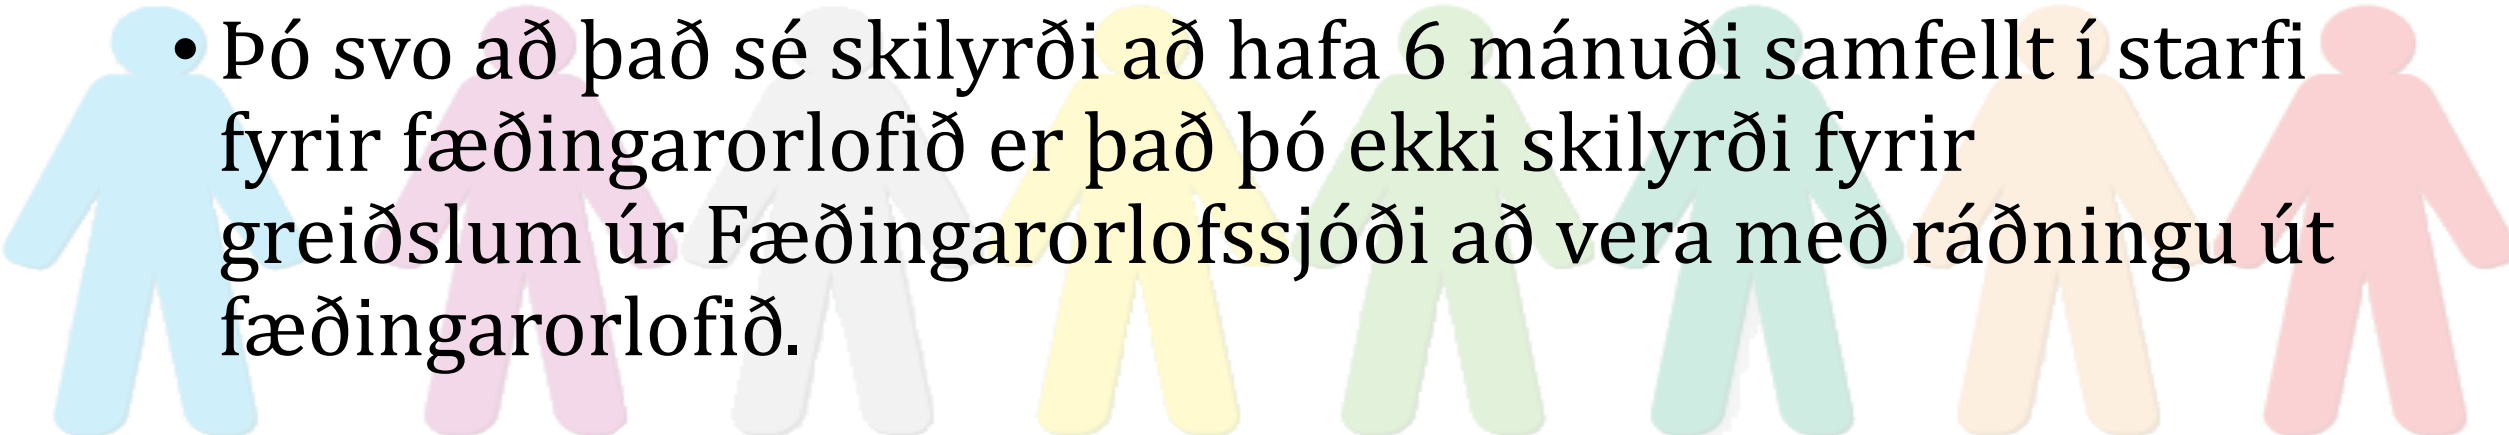 • Þó svo að það sé skilyrði að hafa 6 mánuði samfellt í starfi
fyrir fæðingarorlofið er það þó ekki skilyrði fyrir
greiðslum úr Fæðingarorlofssjóði að vera með ráðningu út
fæðingarorlofið.